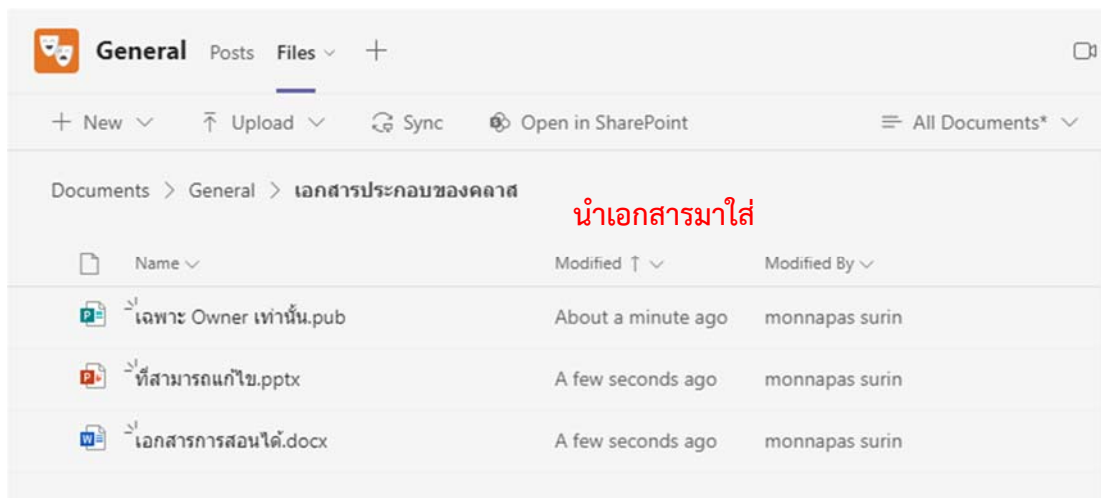 General Posts Files
New Upload Sync Open in SharePoint All Documents*
Documents > General > เอกสารประกอบของคลาส
นำเอกสารมาใส่
Name Modified ↑ Modified By
เฉพาะ Owner เท่านั้น.pub About a minute ago monnapas surin
ที่สามารถแก้ไข.pptx A few seconds ago monnapas surin
เอกสารการสอนได้.docx A few seconds ago monnapas surin